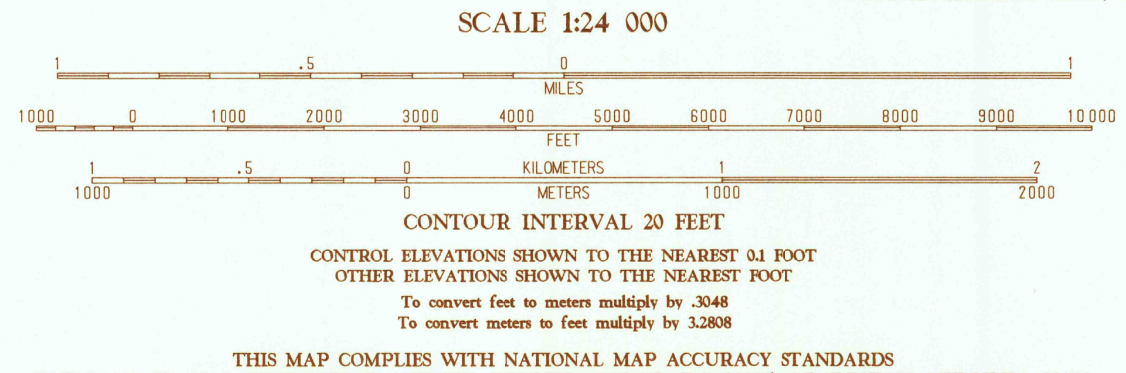 SCALE 1:24 000
1 .5 0 1
MILES
1000 0 1000 2000 3000 4000 5000 6000 7000 8000 9000 10 000
FEET
1 .5 0 KILOMETERS 1 2
1000 0 METERS 1000 2000
CONTOUR INTERVAL 20 FEET
CONTROL ELEVATIONS SHOWN TO THE NEAREST 0.1 FOOT
OTHER ELEVATIONS SHOWN TO THE NEAREST FOOT
To convert feet to meters multiply by .3048
To convert meters to feet multiply by 3.2808
THIS MAP COMPLIES WITH NATIONAL MAP ACCURACY STANDARDS